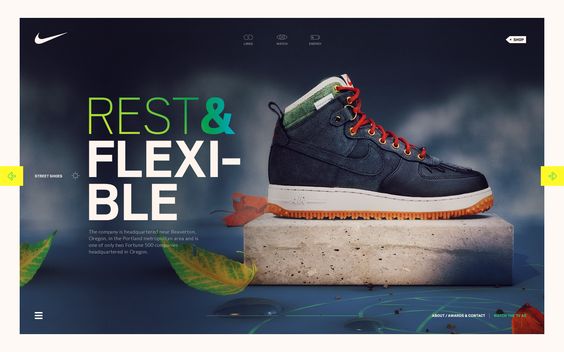 LINKS
WATCH
ENERGY
SHOP
REST&
FLEXI-
BLE
STREET SHOES
The company is headquartered near Beaverton,
Oregon, in the Portland metropolitan area and is
one of only two Fortune 500 companies
headquartered in Oregon.
ABOUT / AWARDS & CONTACT | WATCH THE TV AD